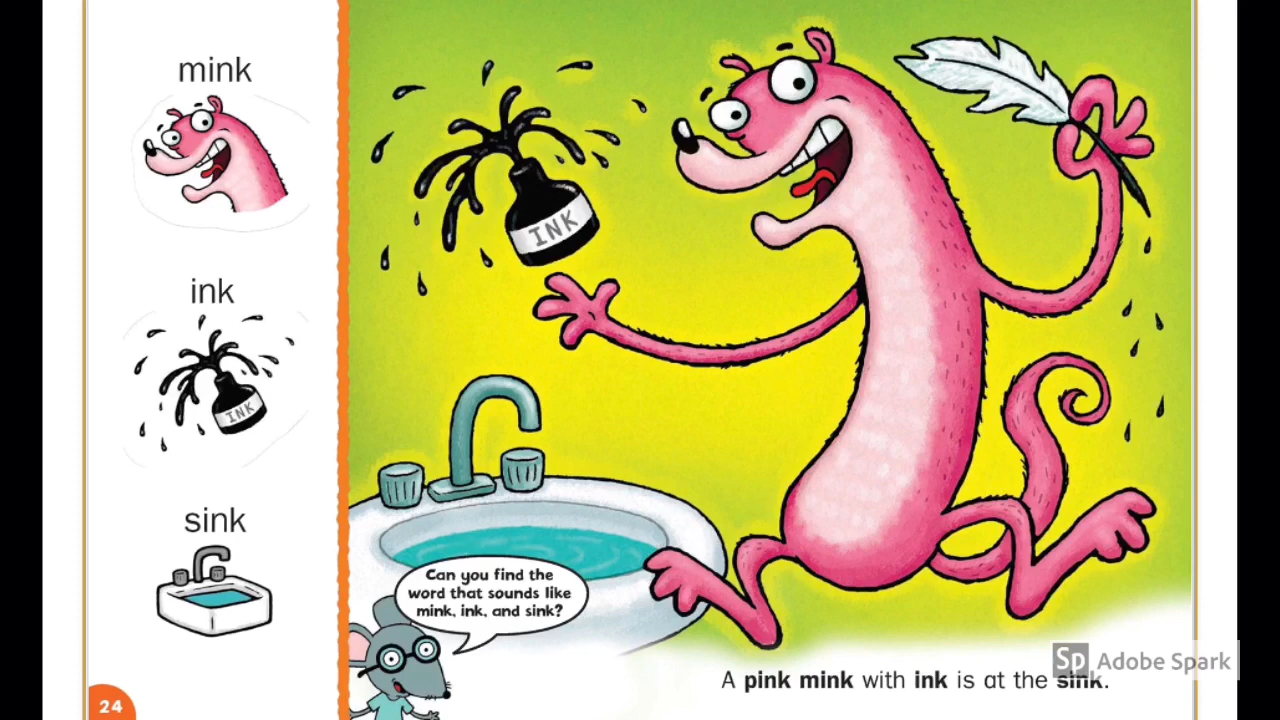 mink
ink
INK
sink
24
INK
Can you find the
word that sounds like
mink, ink, and sink?
A pink mink with ink is at the sink.
Sp Adobe Spark